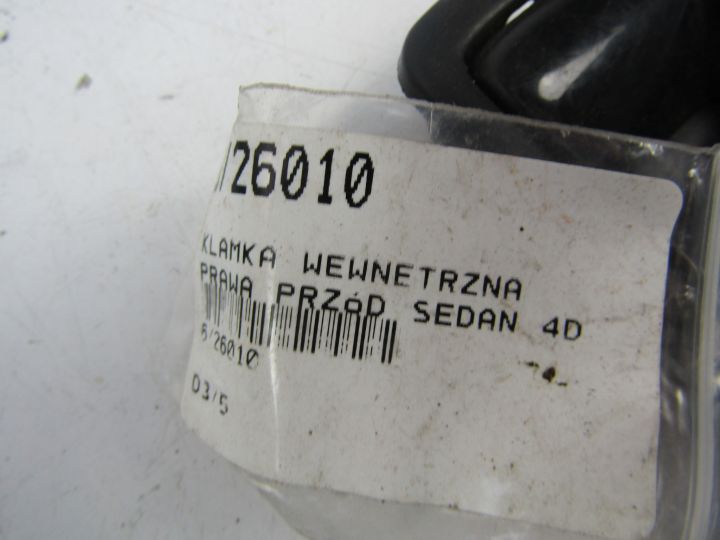 /26010
KLAMKA WEWNETRZNA
PRAWA PRZóD SEDAN 4D
6/26010
D3/5